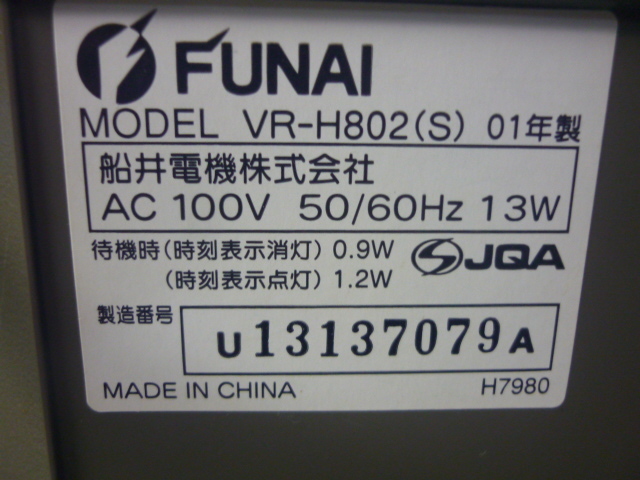 FUNAI
MODEL VR-H802(S) 01年製
船井電機株式会社
AC 100V 50/60Hz 13W
待機時(時刻表示消灯) 0.9W
JQA
(時刻表示点灯) 1.2W
製造番号
U13137079A
MADE IN CHINA
H7980